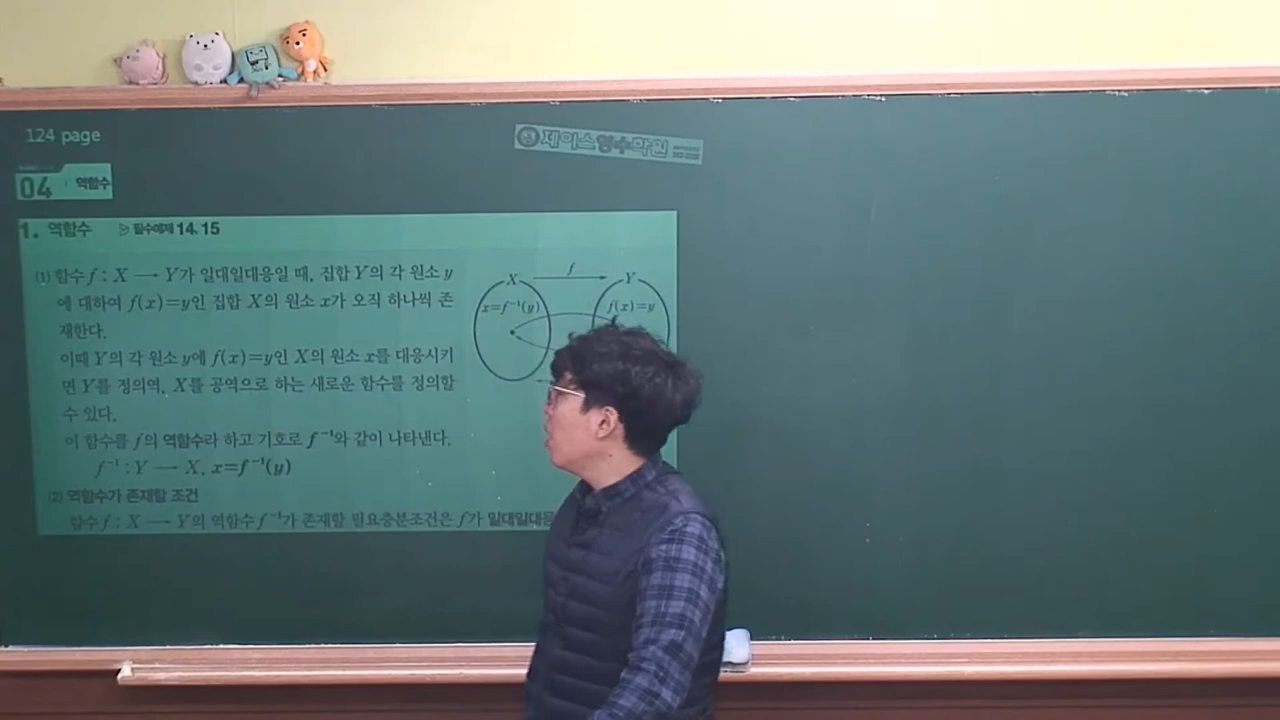 124 page
제이스 영수학원
04 역함수
1. 역함수 ▷ 필수예제 14, 15
(1) 함수 f : X ⟶ Y가 일대일대응일 때, 집합 Y의 각 원소 y
에 대하여 f(x)=y인 집합 X의 원소 x가 오직 하나씩 존
재한다.
이때 Y의 각 원소 y에 f(x)=y인 X의 원소 x를 대응시키
면 Y를 정의역, X를 공역으로 하는 새로운 함수를 정의할
수 있다.
이 함수를 f의 역함수라 하고 기호로 f⁻¹와 같이 나타낸다.
f⁻¹ : Y ⟶ X, x=f⁻¹(y)
(2) 역함수가 존재할 조건
함수 f : X ⟶ Y의 역함수 f⁻¹가 존재할 필요충분조건은 f가 일대일대응
X f Y
x=f⁻¹(y) f(x)=y